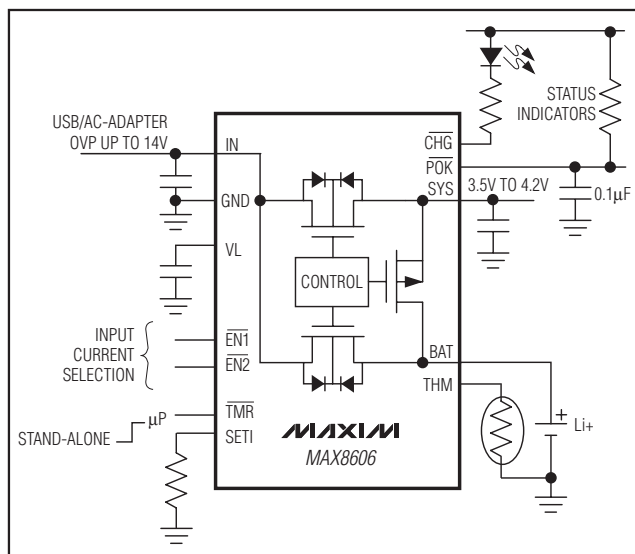 USB/AC-ADAPTER
OVP UP TO 14V
IN
GND
VL
INPUT
CURRENT
SELECTION
EN1
EN2
TMR
µP
STAND-ALONE
SETI
CONTROL
MAXIM
MAX8606
CHG
POK
SYS
STATUS
INDICATORS
3.5V TO 4.2V
0.1µF
BAT
THM
+
Li+